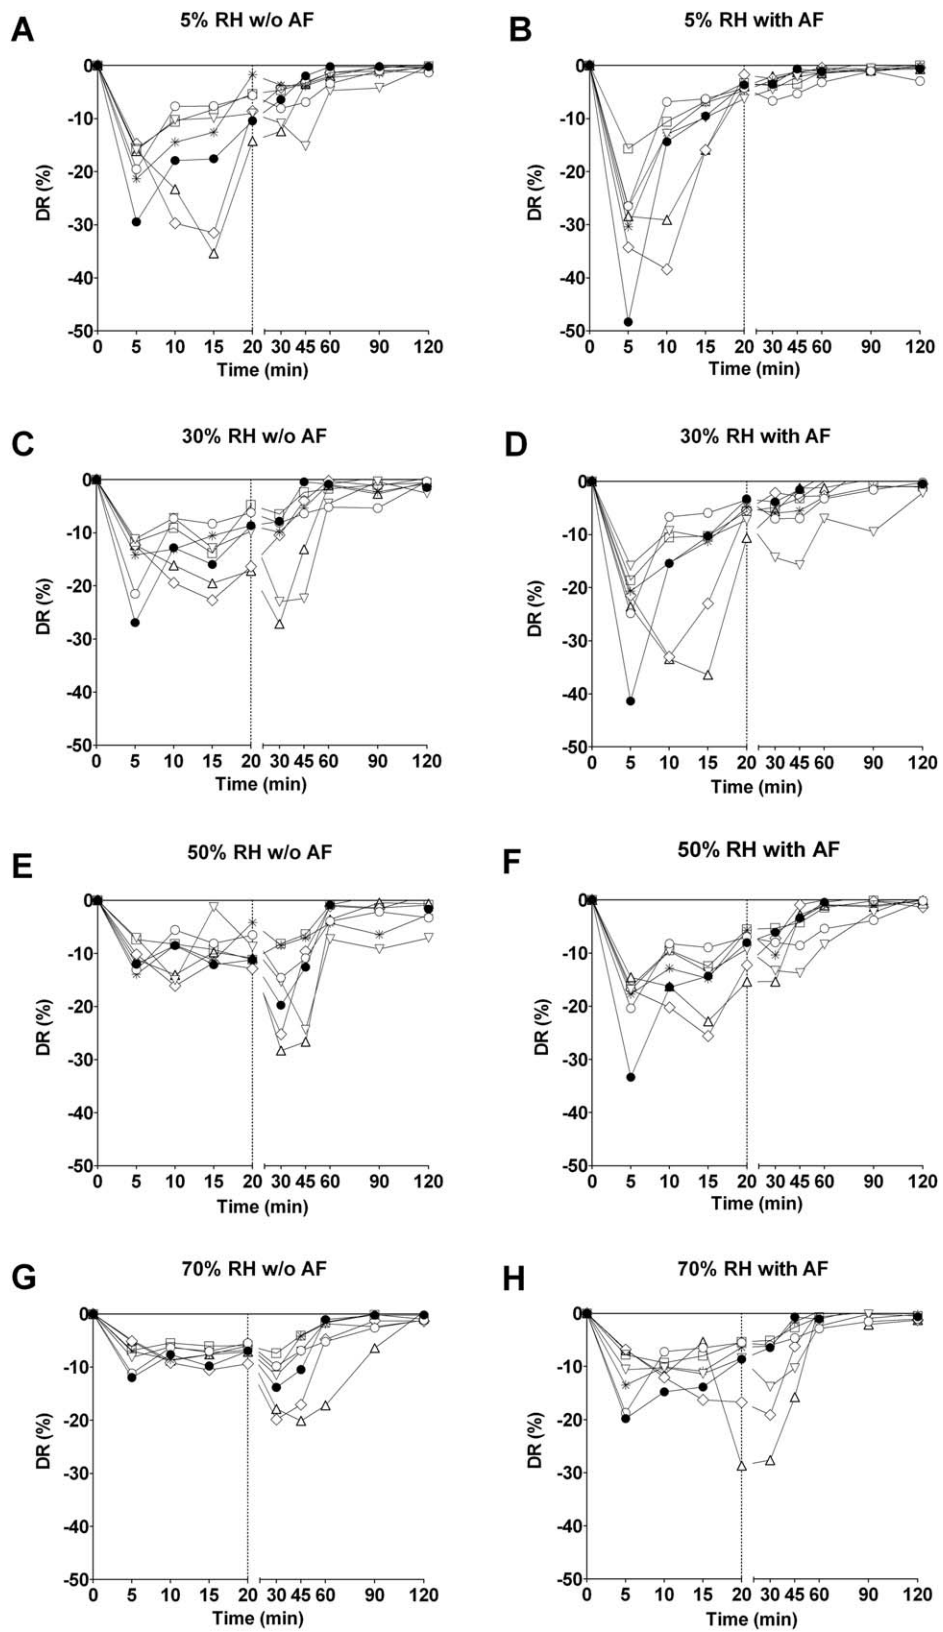 A
5% RH w/o AF
0
-10
-20
-30
-40
-50
DR (%)
0 5 10 15 20 30 45 60 90 120
Time (min)
B
5% RH with AF
0
-10
-20
-30
-40
-50
DR (%)
0 5 10 15 20 30 45 60 90 120
Time (min)
C
30% RH w/o AF
0
-10
-20
-30
-40
-50
DR (%)
0 5 10 15 20 30 45 60 90 120
Time (min)
D
30% RH with AF
0
-10
-20
-30
-40
-50
DR (%)
0 5 10 15 20 30 45 60 90 120
Time (min)
E
50% RH w/o AF
0
-10
-20
-30
-40
-50
DR (%)
0 5 10 15 20 30 45 60 90 120
Time (min)
F
50% RH with AF
0
-10
-20
-30
-40
-50
DR (%)
0 5 10 15 20 30 45 60 90 120
Time (min)
G
70% RH w/o AF
0
-10
-20
-30
-40
-50
DR (%)
0 5 10 15 20 30 45 60 90 120
Time (min)
H
70% RH with AF
0
-10
-20
-30
-40
-50
DR (%)
0 5 10 15 20 30 45 60 90 120
Time (min)